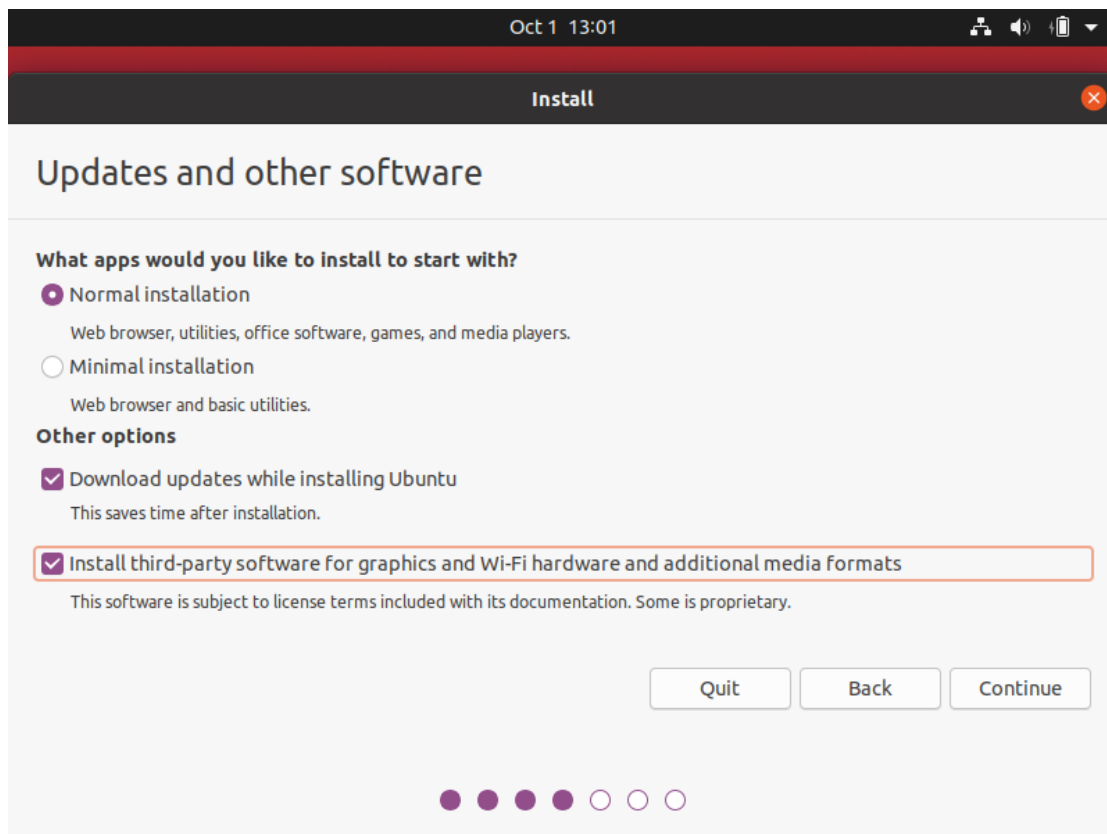 Oct 1 13:01
Install
Updates and other software
What apps would you like to install to start with?
Normal installation
Web browser, utilities, office software, games, and media players.
Minimal installation
Web browser and basic utilities.
Other options
Download updates while installing Ubuntu
This saves time after installation.
Install third-party software for graphics and Wi-Fi hardware and additional media formats
This software is subject to license terms included with its documentation. Some is proprietary.
Quit Back Continue